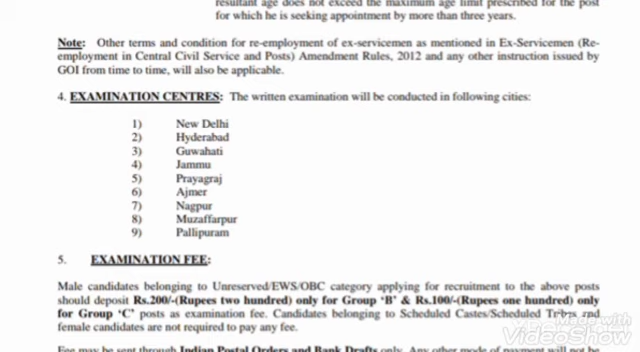 resultant age does not exceed the maximum age limit prescribed for the post
for which he is seeking appointment by more than three years.
Note: Other terms and condition for re-employment of ex-servicemen as mentioned in Ex-Servicemen (Re-
employment in Central Civil Service and Posts) Amendment Rules, 2012 and any other instruction issued by
GOI from time to time, will also be applicable.
4. EXAMINATION CENTRES: The written examination will be conducted in following cities:
1) New Delhi
2) Hyderabad
3) Guwahati
4) Jammu
5) Prayagraj
6) Ajmer
7) Nagpur
8) Muzaffarpur
9) Pallipuram
5. EXAMINATION FEE:
Male candidates belonging to Unreserved/EWS/OBC category applying for recruitment to the above posts
should deposit Rs.200/-(Rupees two hundred) only for Group ‘B’ & Rs.100/-(Rupees one hundred) only
for Group ‘C’ posts as examination fee. Candidates belonging to Scheduled Castes/Scheduled Tribes and
female candidates are not required to pay any fee.
Made with
VideoShow
Fee may be sent through Indian Postal Orders and Bank Drafts only. Any other mode of payment will not be